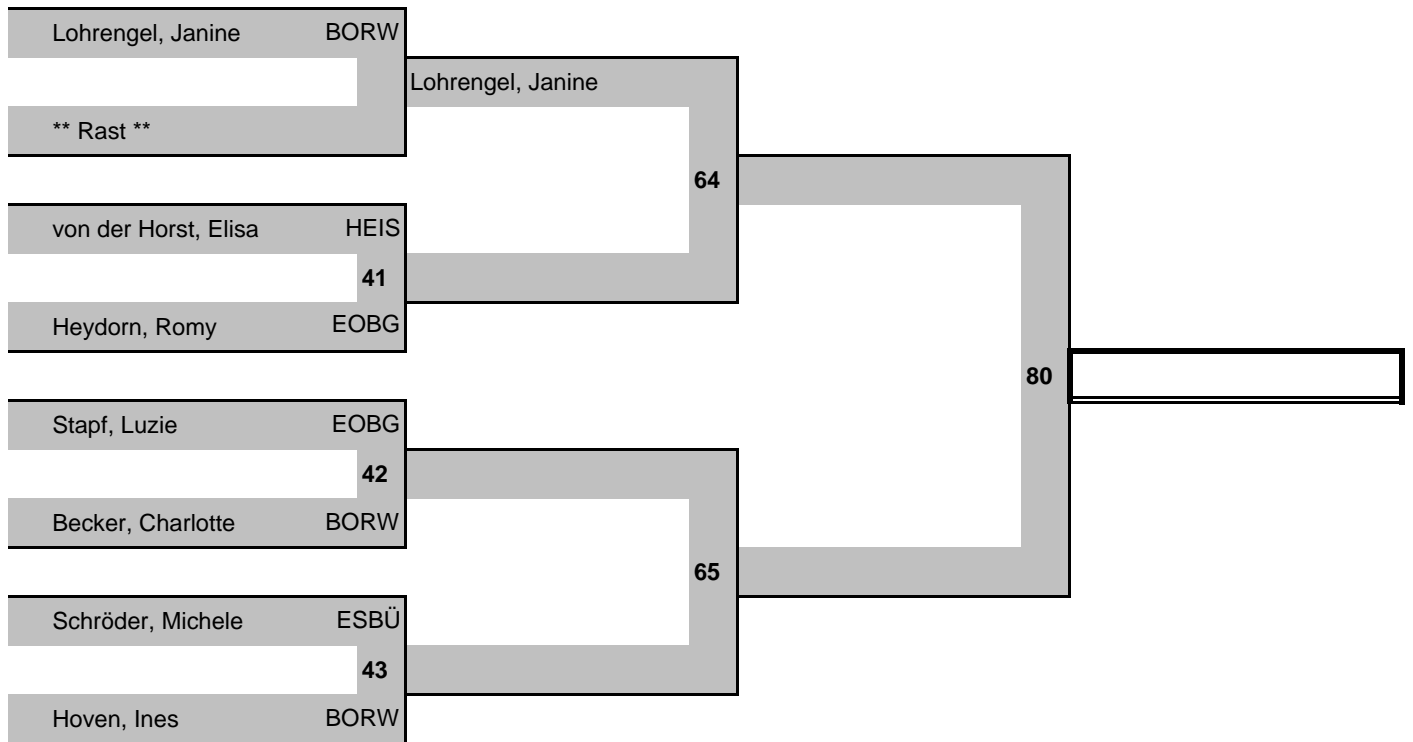 Lohrengel, Janine BORW
Lohrengel, Janine
** Rast **
64
von der Horst, Elisa HEIS
41
Heydorn, Romy EOBG
80
Stapf, Luzie EOBG
42
Becker, Charlotte BORW
65
Schröder, Michele ESBÜ
43
Hoven, Ines BORW